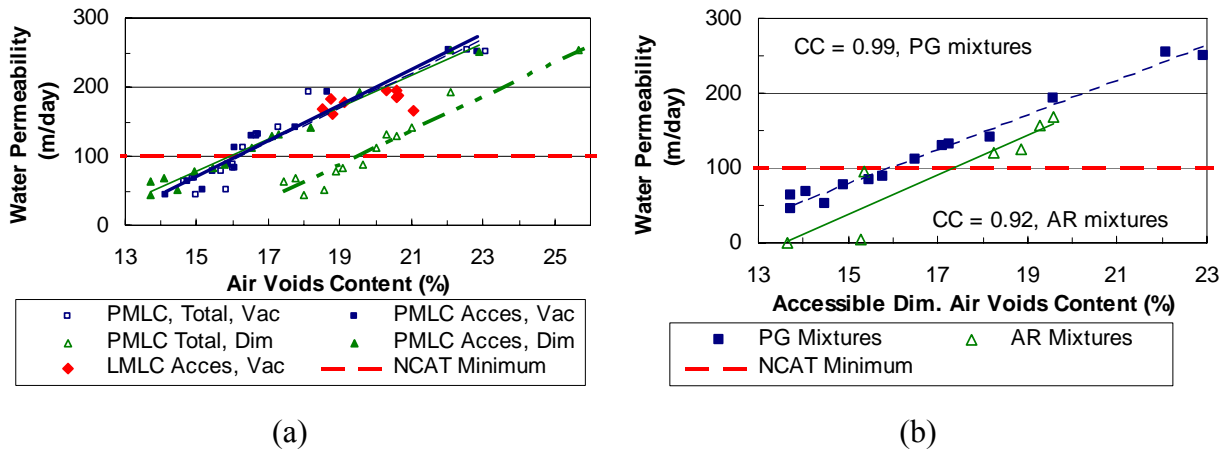 Water Permeability
(m/day)
300
200
100
0
13
15
17
19
21
23
25
Air Voids Content (%)
PMLC, Total, Vac
PMLC Acces, Vac
PMLC Total, Dim
PMLC Acces, Dim
LMLC Acces, Vac
NCAT Minimum
(a)
Water Permeability
(m/day)
300
200
100
0
CC = 0.99, PG mixtures
CC = 0.92, AR mixtures
13
15
17
19
21
23
Accessible Dim. Air Voids Content (%)
PG Mixtures
AR Mixtures
NCAT Minimum
(b)